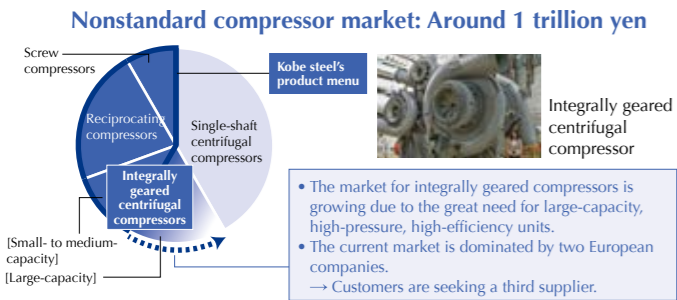 Nonstandard compressor market: Around 1 trillion yen
Screw
compressors
Kobe steel's
product menu
Reciprocating
compressors
Single-shaft
centrifugal
compressors
Integrally geared
centrifugal
compressor
Integrally
geared
centrifugal
compressors
[Small- to medium-
capacity]
[Large-capacity]
• The market for integrally geared compressors is
growing due to the great need for large-capacity,
high-pressure, high-efficiency units.
• The current market is dominated by two European
companies.
→ Customers are seeking a third supplier.